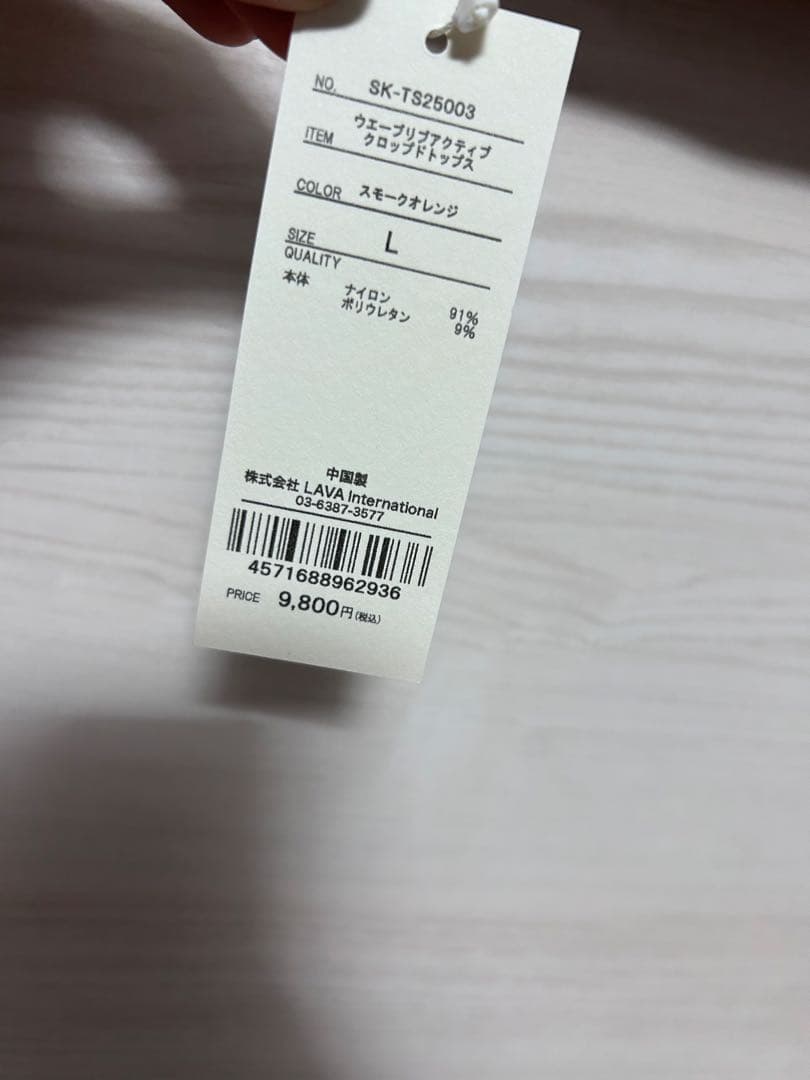 NO. SK-TS25003
ITEM ウエーブリブアクティブ
クロップドトップス
COLOR スモークオレンジ
SIZE L
QUALITY
本体 ナイロン 91%
ポリウレタン 9%
中国製
株式会社 LAVA International
03-6387-3577
4571688962936
PRICE 9,800円(税込)